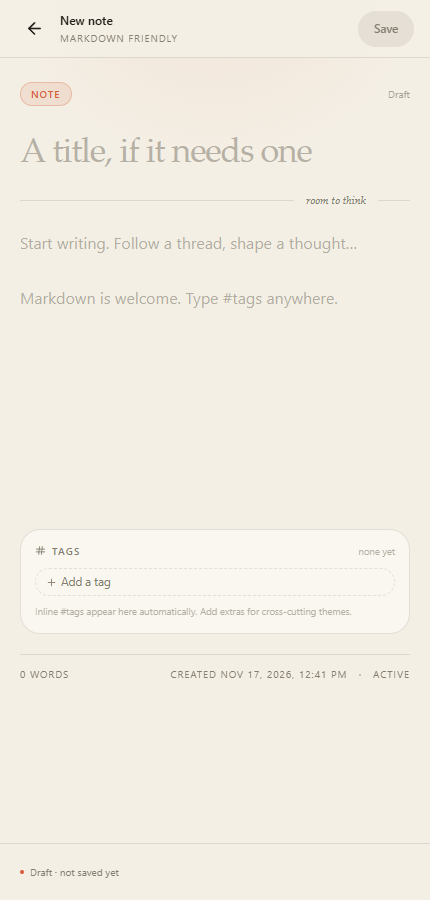 New note
MARKDOWN FRIENDLY
Save
NOTE
Draft
A title, if it needs one
room to think
Start writing. Follow a thread, shape a thought...
Markdown is welcome. Type #tags anywhere.
# TAGS
none yet
+ Add a tag
Inline #tags appear here automatically. Add extras for cross-cutting themes.
0 WORDS
CREATED NOV 17, 2026, 12:41 PM · ACTIVE
Draft · not saved yet